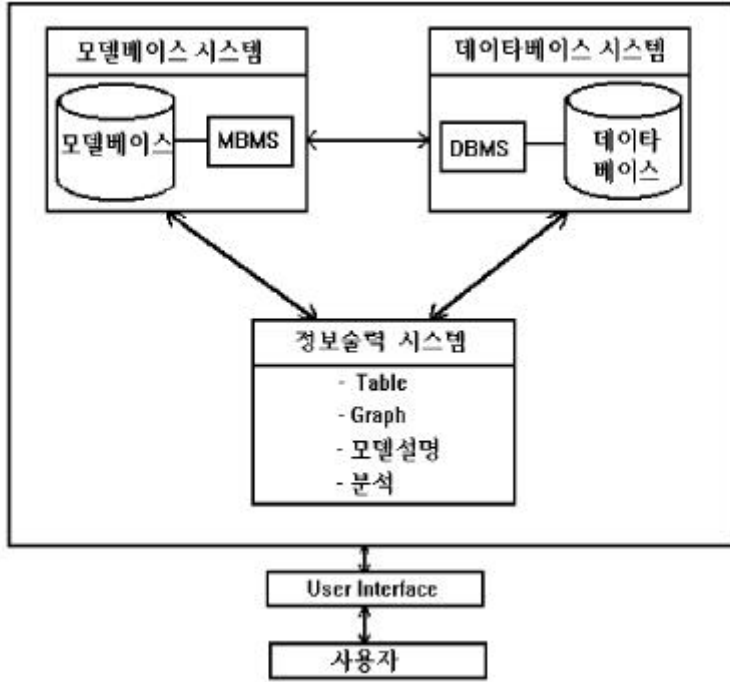 모델베이스 시스템
데이타베이스 시스템
모델베이스
MBMS
DBMS
데이타
베이스
정보술력 시스템
- Table
- Graph
- 모델설명
- 분석
User Interface
사용자